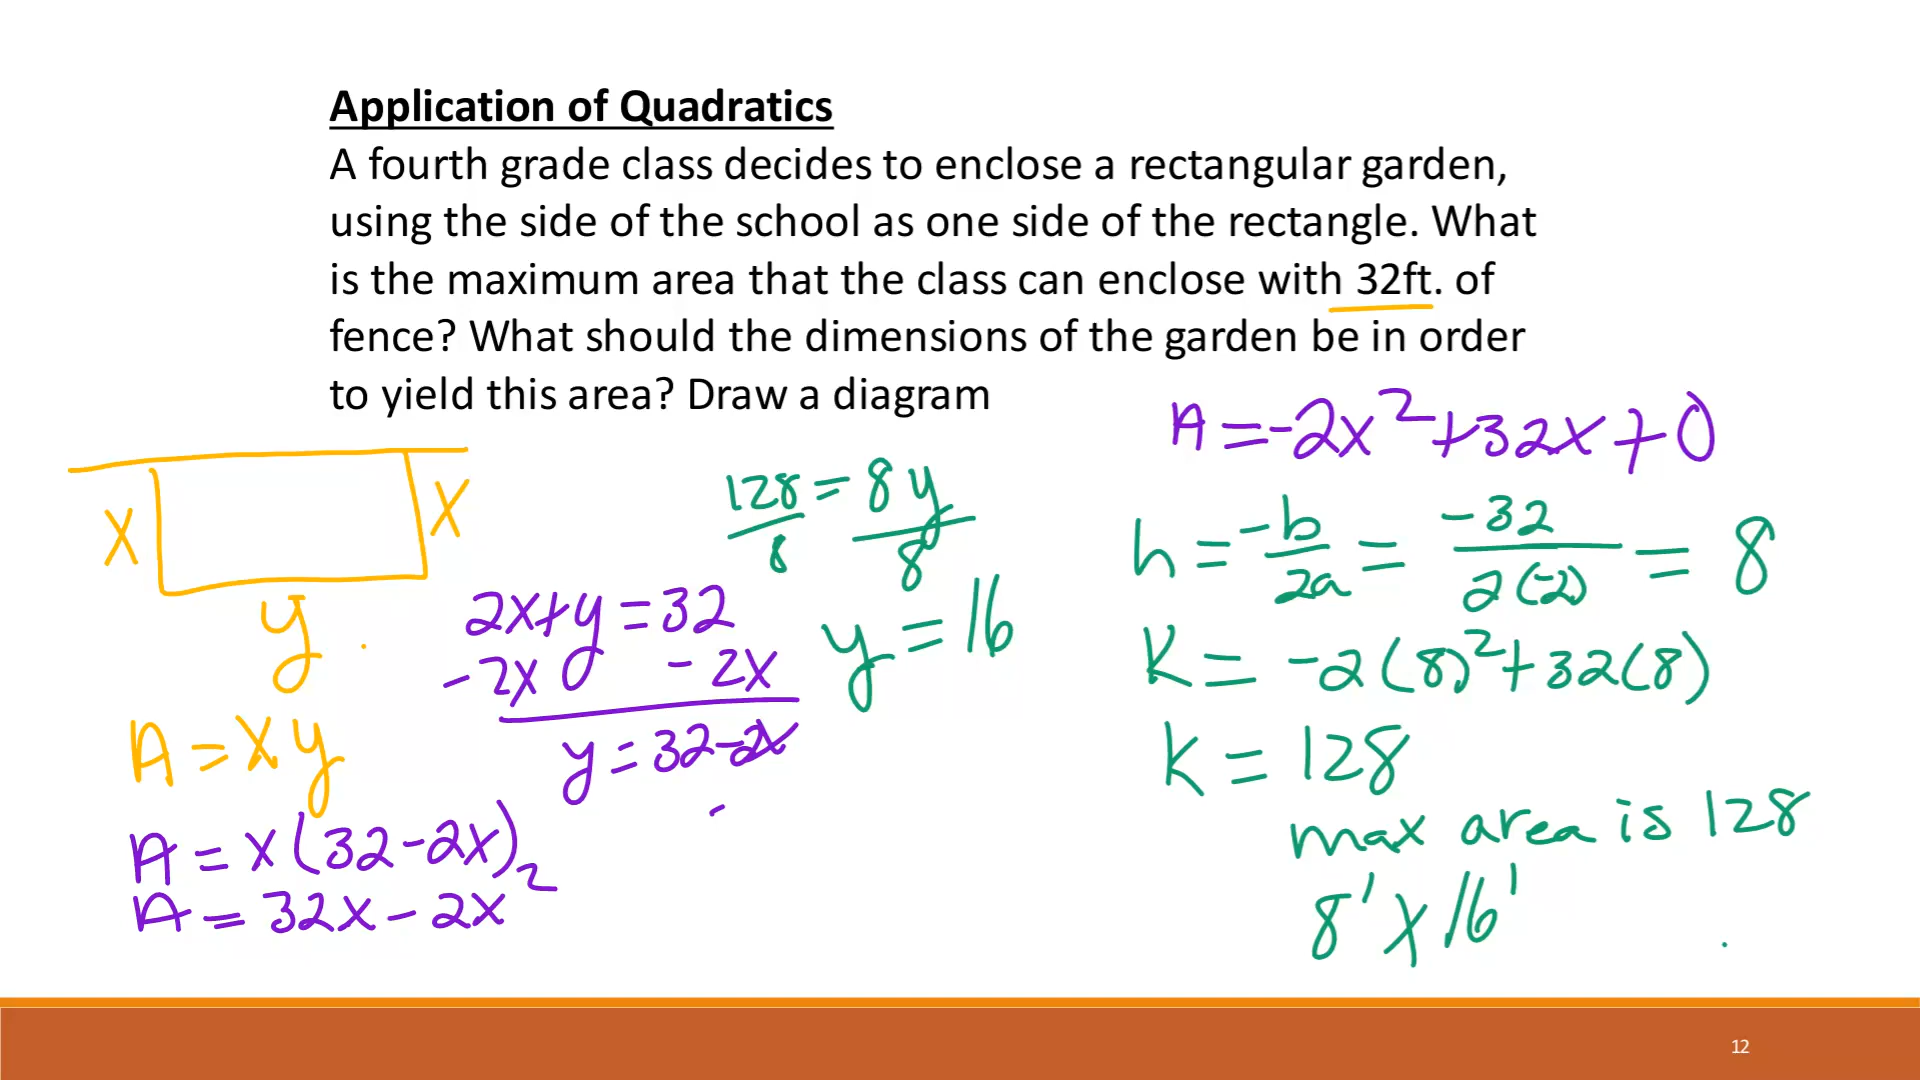 Application of Quadratics
A fourth grade class decides to enclose a rectangular garden,
using the side of the school as one side of the rectangle. What
is the maximum area that the class can enclose with 32ft. of
fence? What should the dimensions of the garden be in order
to yield this area? Draw a diagram
x x
y
A = xy
A = x(32-2x)
A = 32x - 2x²
2x+y = 32
-2x - 2x
y = 32-2x
128/8 = 8y/8
y = 16
A = -2x² + 32x + 0
h = -b/2a = -32/2(-2) = 8
K = -2(8)² + 32(8)
K = 128
max area is 128
8' x 16'
12